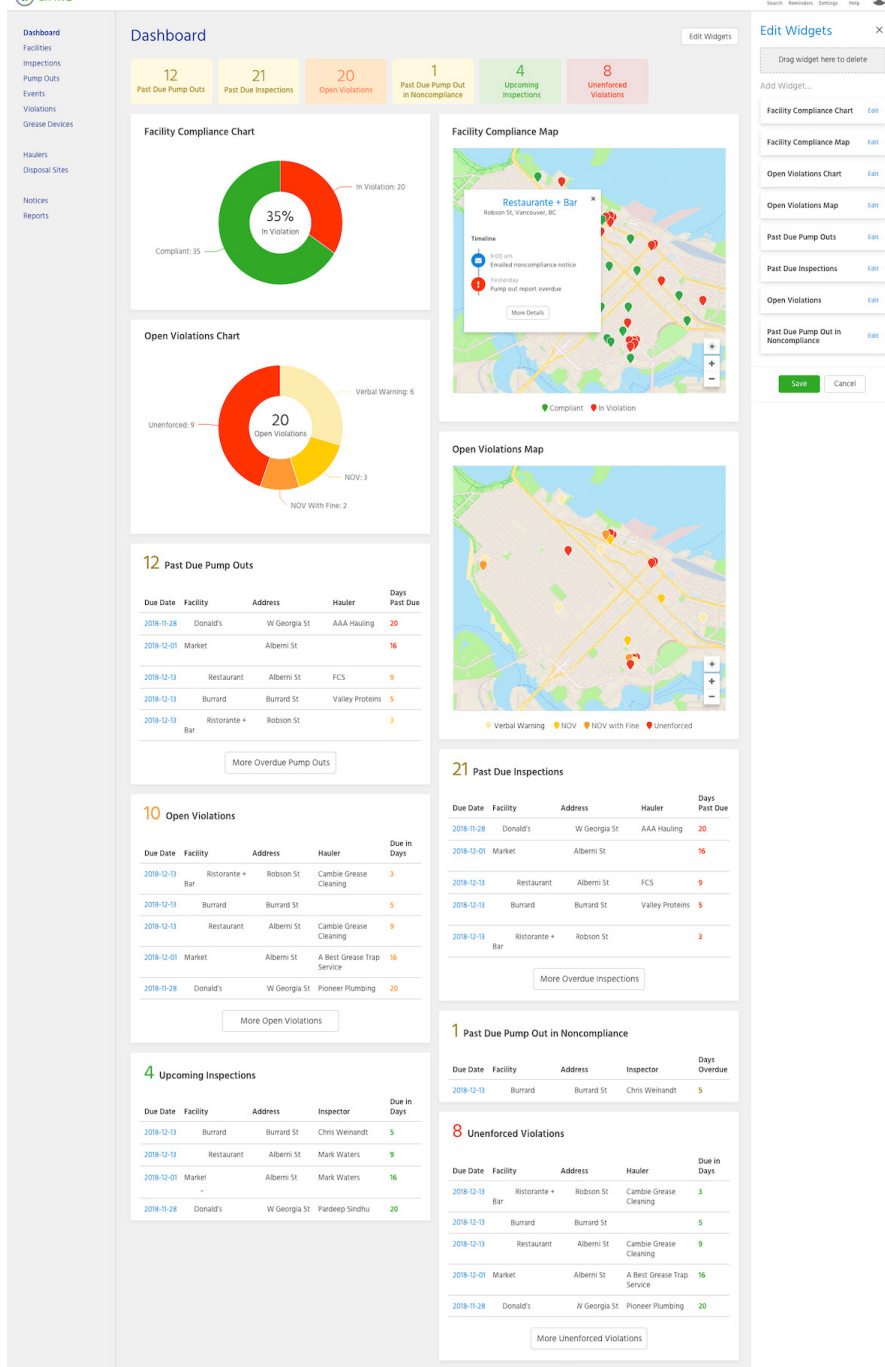 Search Reminders Settings Help
Dashboard
Facilities
Inspections
Pump Outs
Events
Violations
Grease Devices
Haulers
Disposal Sites
Notices
Reports
Dashboard
Edit Widgets
12
Past Due Pump Outs
21
Past Due Inspections
20
Open Violations
1
Past Due Pump Out
in Noncompliance
4
Upcoming
Inspections
8
Unenforced
Violations
Facility Compliance Chart
In Violation: 20
35%
In Violation
Compliant: 35
Open Violations Chart
Verbal Warning: 6
Unenforced: 9
20
Open Violations
NOV: 3
NOV With Fine: 2
12 Past Due Pump Outs
Days
Due Date Facility Address Hauler Past Due
2018-11-28 Donald's W Georgia St AAA Hauling 20
2018-12-01 Market Alberni St 16
2018-12-13 Restaurant Alberni St FCS 9
2018-12-13 Burrard Burrard St Valley Proteins 5
2018-12-13 Ristorante + Robson St 3
Bar
More Overdue Pump Outs
10 Open Violations
Due in
Due Date Facility Address Hauler Days
2018-12-13 Ristorante + Robson St Cambie Grease 3
Bar Cleaning
2018-12-13 Burrard Burrard St 5
2018-12-13 Restaurant Alberni St Cambie Grease 9
Cleaning
2018-12-01 Market Alberni St A Best Grease Trap 16
Service
2018-11-28 Donald's W Georgia St Pioneer Plumbing 20
More Open Violations
4 Upcoming Inspections
Due in
Due Date Facility Address Inspector Days
2018-12-13 Burrard Burrard St Chris Weinandt 5
2018-12-13 Restaurant Alberni St Mark Waters 9
2018-12-01 Market Alberni St Mark Waters 16
2018-11-28 Donald's W Georgia St Pardeep Sindhu 20
Facility Compliance Map
Restaurante + Bar ×
Robson St, Vancouver, BC
Timeline
9:00 am
Emailed noncompliance notice
Yesterday
Pump out report overdue
More Details
+
−
Compliant In Violation
Open Violations Map
+
−
Verbal Warning NOV NOV with Fine Unenforced
21 Past Due Inspections
Days
Due Date Facility Address Hauler Past Due
2018-11-28 Donald's W Georgia St AAA Hauling 20
2018-12-01 Market Alberni St 16
2018-12-13 Restaurant Alberni St FCS 9
2018-12-13 Burrard Burrard St Valley Proteins 5
2018-12-13 Ristorante + Robson St 3
Bar
More Overdue Inspections
1 Past Due Pump Out in Noncompliance
Days
Due Date Facility Address Inspector Overdue
2018-12-13 Burrard Burrard St Chris Weinandt 5
8 Unenforced Violations
Due in
Due Date Facility Address Hauler Days
2018-12-13 Ristorante + Robson St Cambie Grease 3
Bar Cleaning
2018-12-13 Burrard Burrard St 5
2018-12-13 Restaurant Alberni St Cambie Grease 9
Cleaning
2018-12-01 Market Alberni St A Best Grease Trap 16
Service
2018-11-28 Donald's W Georgia St Pioneer Plumbing 20
More Unenforced Violations
Edit Widgets ×
Drag widget here to delete
Add Widget...
Facility Compliance Chart Edit
Facility Compliance Map Edit
Open Violations Chart Edit
Open Violations Map Edit
Past Due Pump Outs Edit
Past Due Inspections Edit
Open Violations Edit
Past Due Pump Out in
Noncompliance Edit
Save Cancel